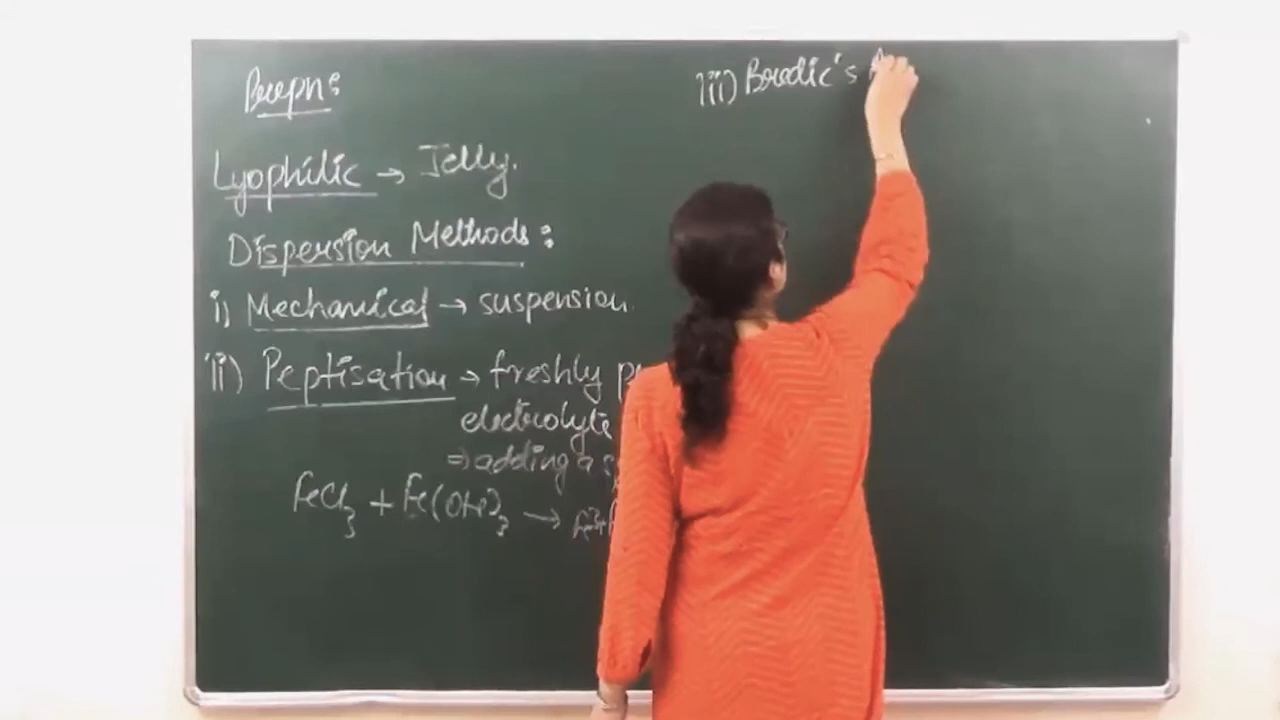 Prepn:
Lyophilic → Jelly.
Dispersion Methods:
i) Mechanical → suspension.
ii) Peptisation → freshly
electrolyte
⇒ adding a
FeCl3 + Fe(OH)3 →
iii) Bredic's